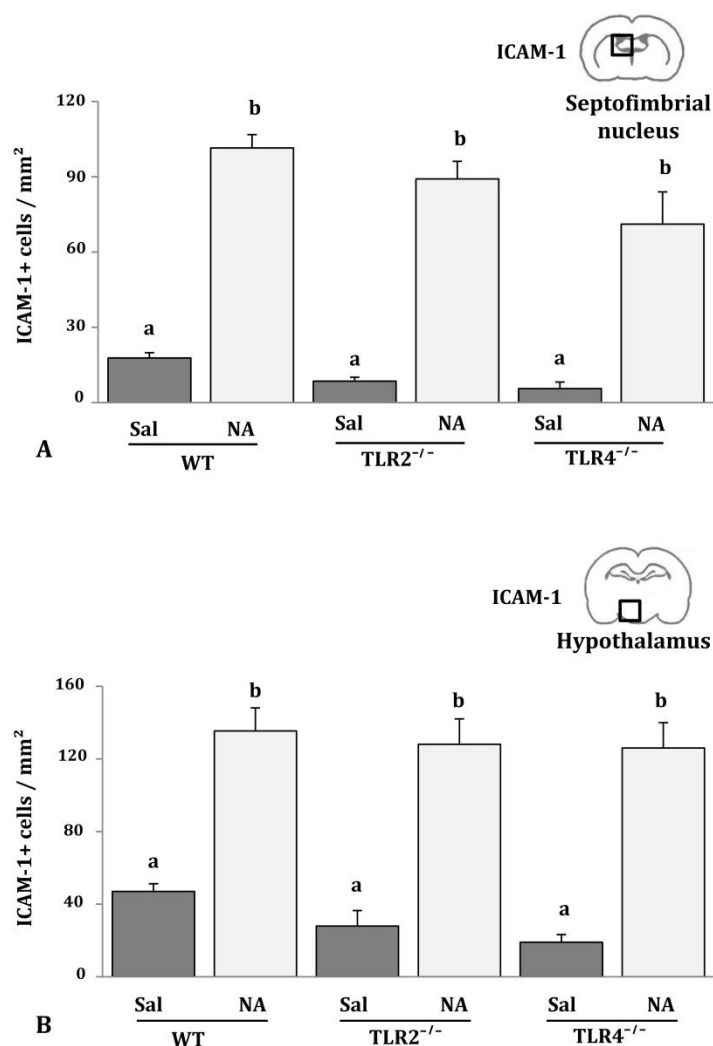 ICAM-1
Septofimbrial
nucleus
ICAM-1+ cells / mm²
120
90
60
30
0
a
b
a
b
a
b
Sal NA Sal NA Sal NA
WT TLR2⁻/⁻ TLR4⁻/⁻
A
ICAM-1
Hypothalamus
ICAM-1+ cells / mm²
160
120
80
40
0
a
b
a
b
a
b
Sal NA Sal NA Sal NA
WT TLR2⁻/⁻ TLR4⁻/⁻
B